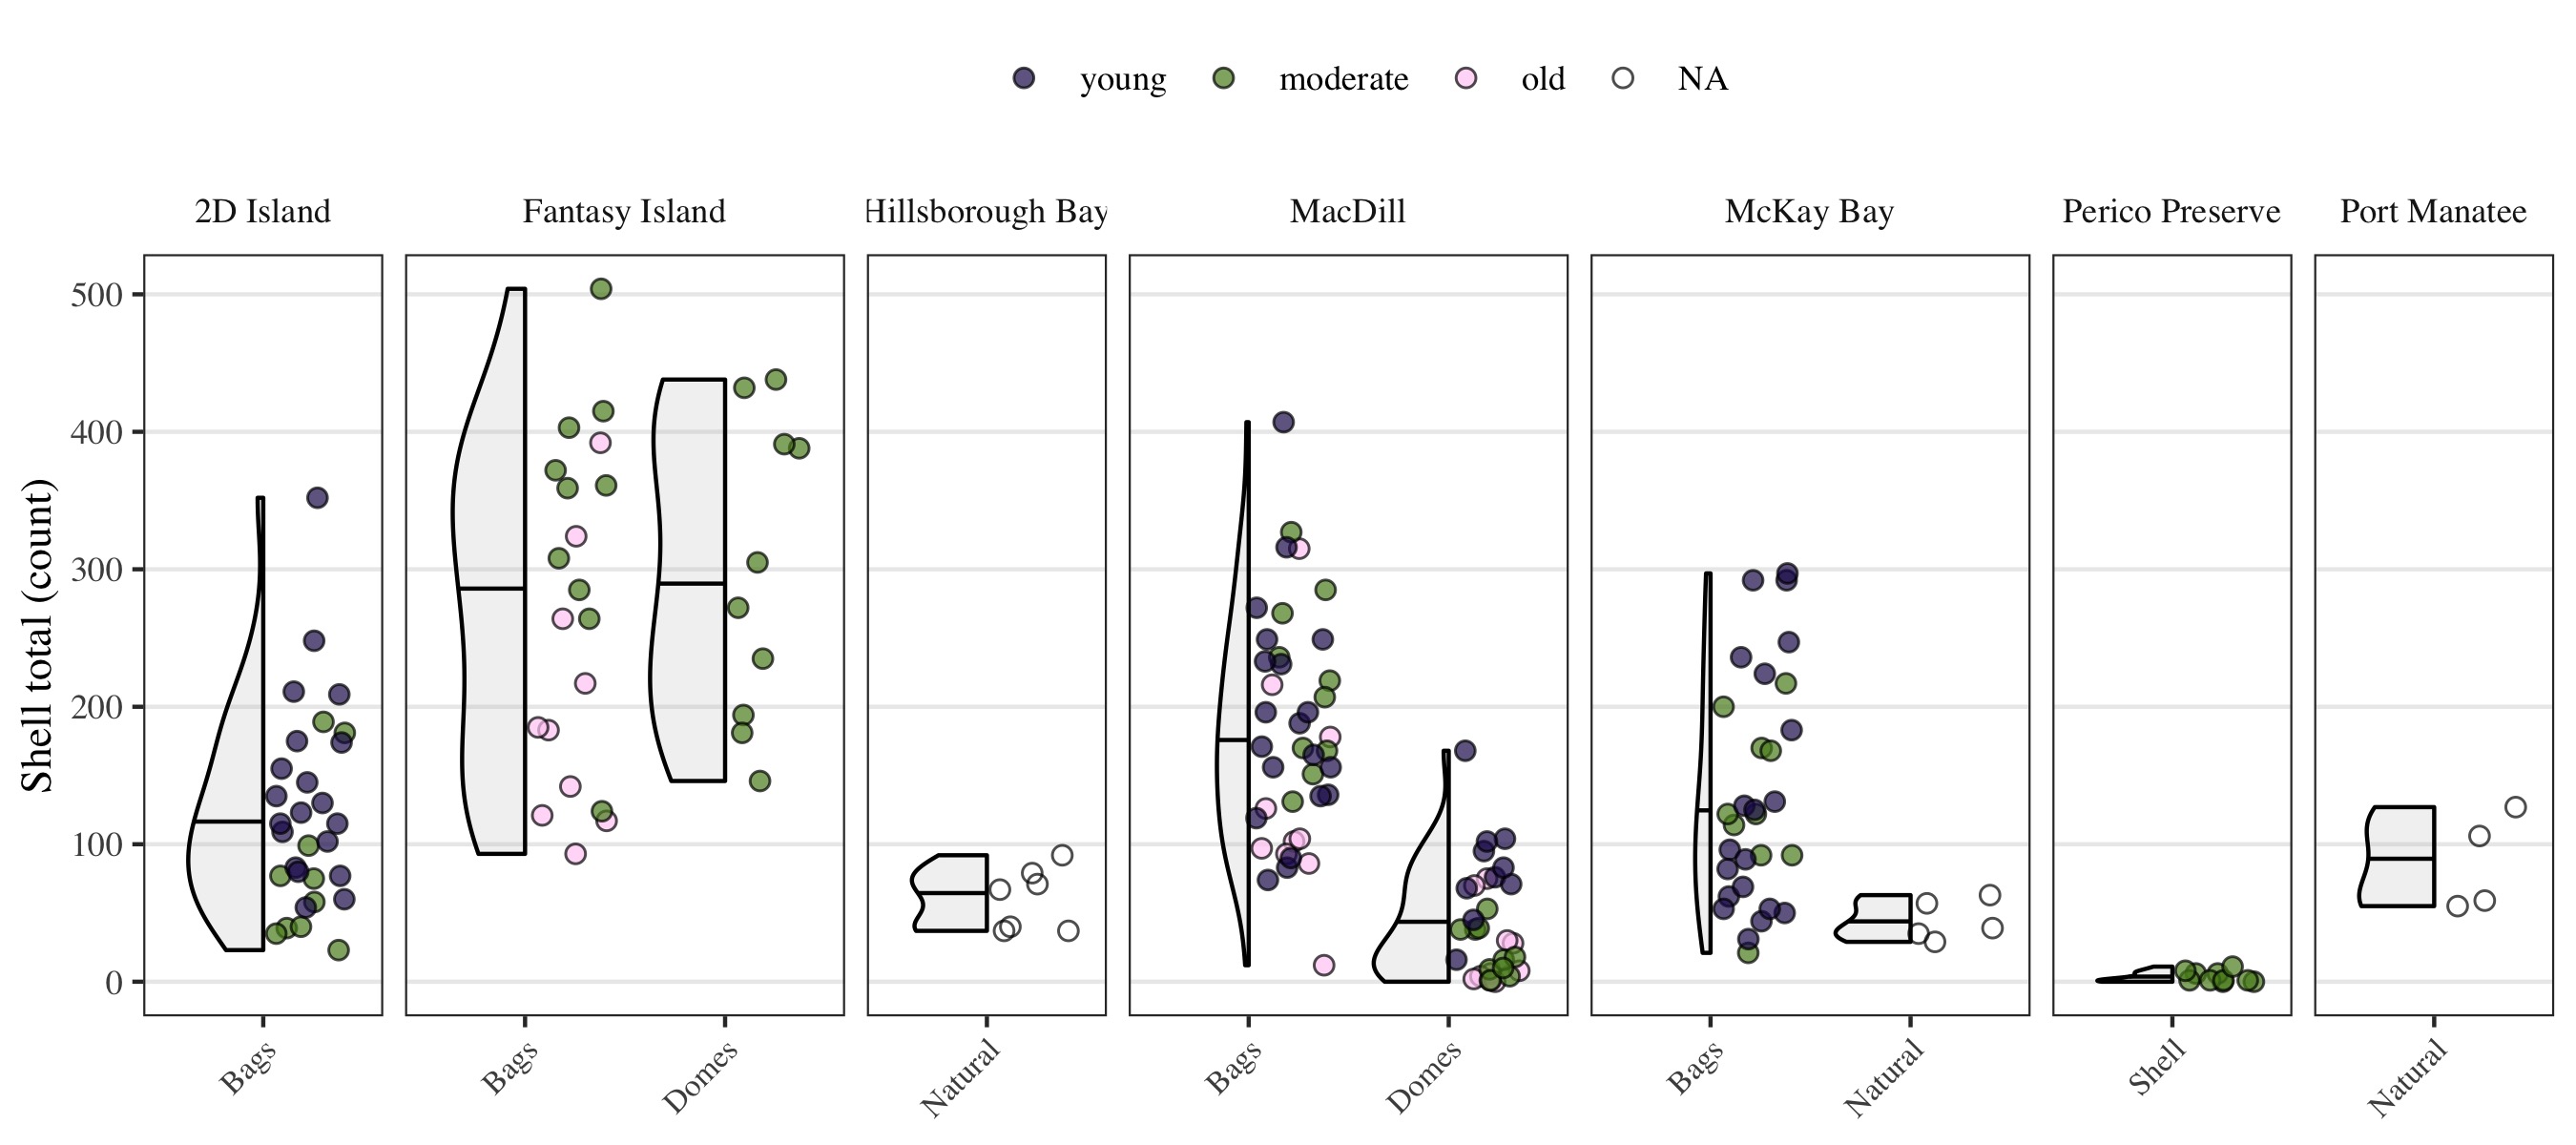 young moderate old NA
2D Island Fantasy Island Hillsborough Bay MacDill McKay Bay Perico Preserve Port Manatee
Shell total (count)
500
400
300
200
100
0
Bags Bags Domes Natural Bags Domes Bags Natural Shell Natural